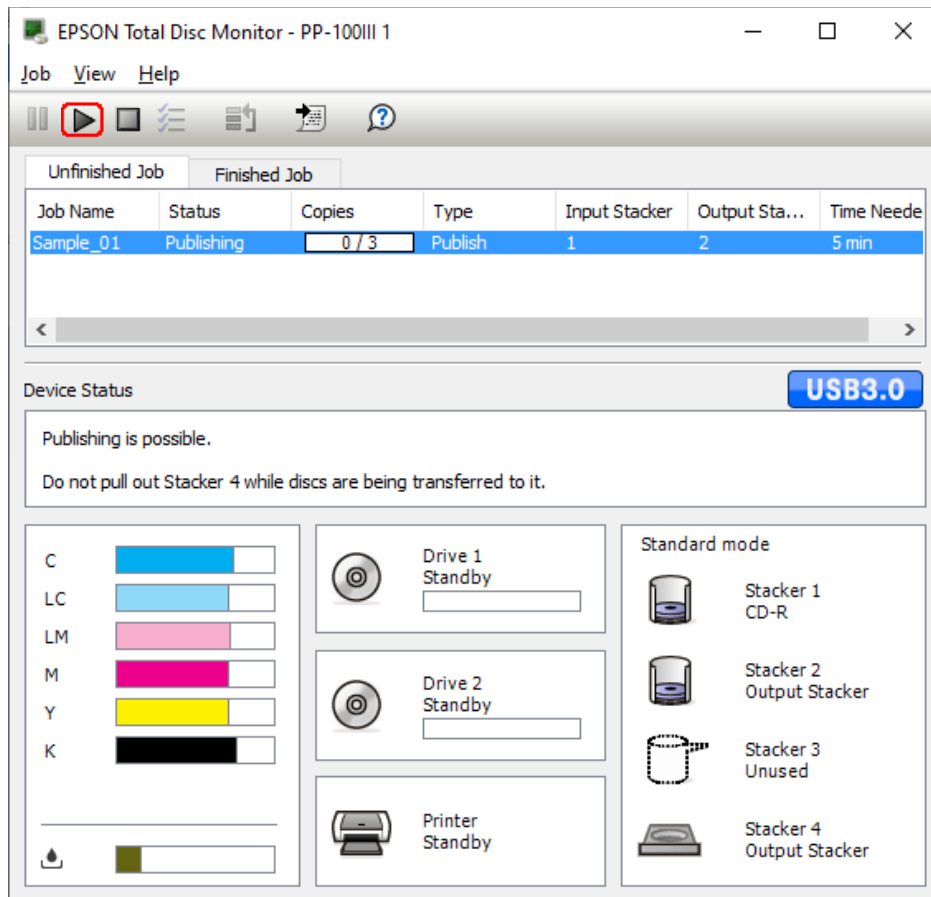 EPSON Total Disc Monitor - PP-100III 1
Job View Help
Unfinished Job Finished Job
Job Name Status Copies Type Input Stacker Output Sta... Time Neede
Sample_01 Publishing 0 / 3 Publish 1 2 5 min
Device Status
USB3.0
Publishing is possible.
Do not pull out Stacker 4 while discs are being transferred to it.
C
LC
LM
M
Y
K
Drive 1
Standby
Drive 2
Standby
Printer
Standby
Standard mode
Stacker 1
CD-R
Stacker 2
Output Stacker
Stacker 3
Unused
Stacker 4
Output Stacker